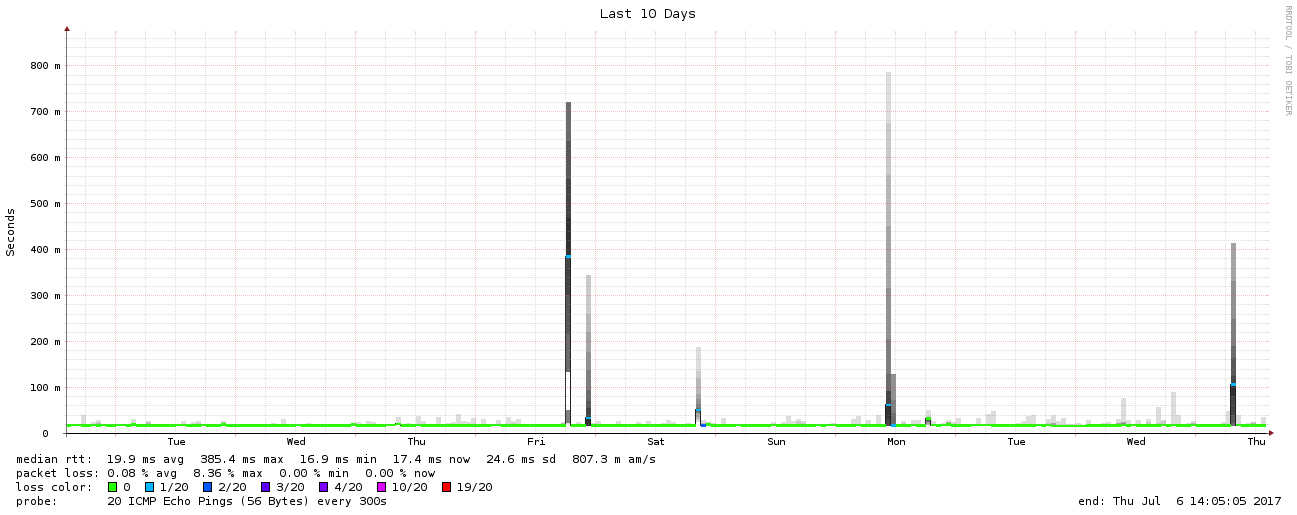 Last 10 Days
RRDTOOL / TOBI OETIKER
Seconds
800 m
700 m
600 m
500 m
400 m
300 m
200 m
100 m
0
Tue Wed Thu Fri Sat Sun Mon Tue Wed Thu
median rtt: 19.9 ms avg 385.4 ms max 16.9 ms min 17.4 ms now 24.6 ms sd 807.3 m am/s
packet loss: 0.08 % avg 8.36 % max 0.00 % min 0.00 % now
loss color: 0 1/20 2/20 3/20 4/20 10/20 19/20
probe: 20 ICMP Echo Pings (56 Bytes) every 300s end: Thu Jul 6 14:05:05 2017